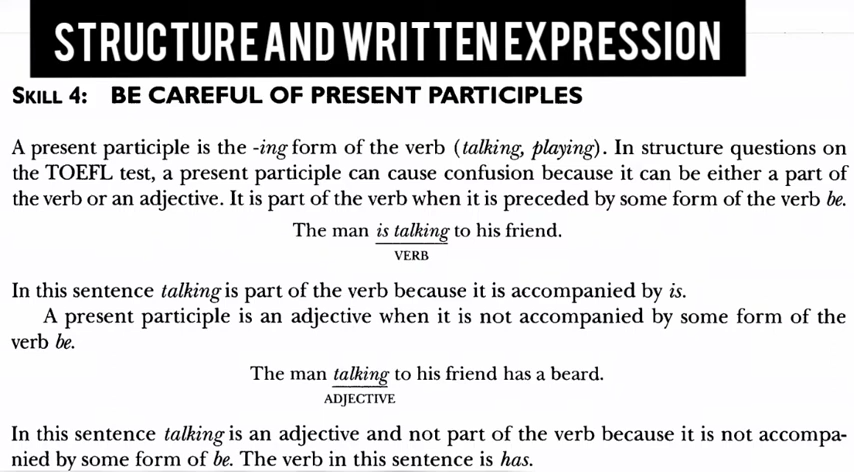 STRUCTURE AND WRITTEN EXPRESSION
SKILL 4: BE CAREFUL OF PRESENT PARTICIPLES
A present participle is the -ing form of the verb (talking, playing). In structure questions on
the TOEFL test, a present participle can cause confusion because it can be either a part of
the verb or an adjective. It is part of the verb when it is preceded by some form of the verb be.
The man is talking to his friend.
VERB
In this sentence talking is part of the verb because it is accompanied by is.
A present participle is an adjective when it is not accompanied by some form of the
verb be.
The man talking to his friend has a beard.
ADJECTIVE
In this sentence talking is an adjective and not part of the verb because it is not accompa-
nied by some form of be. The verb in this sentence is has.